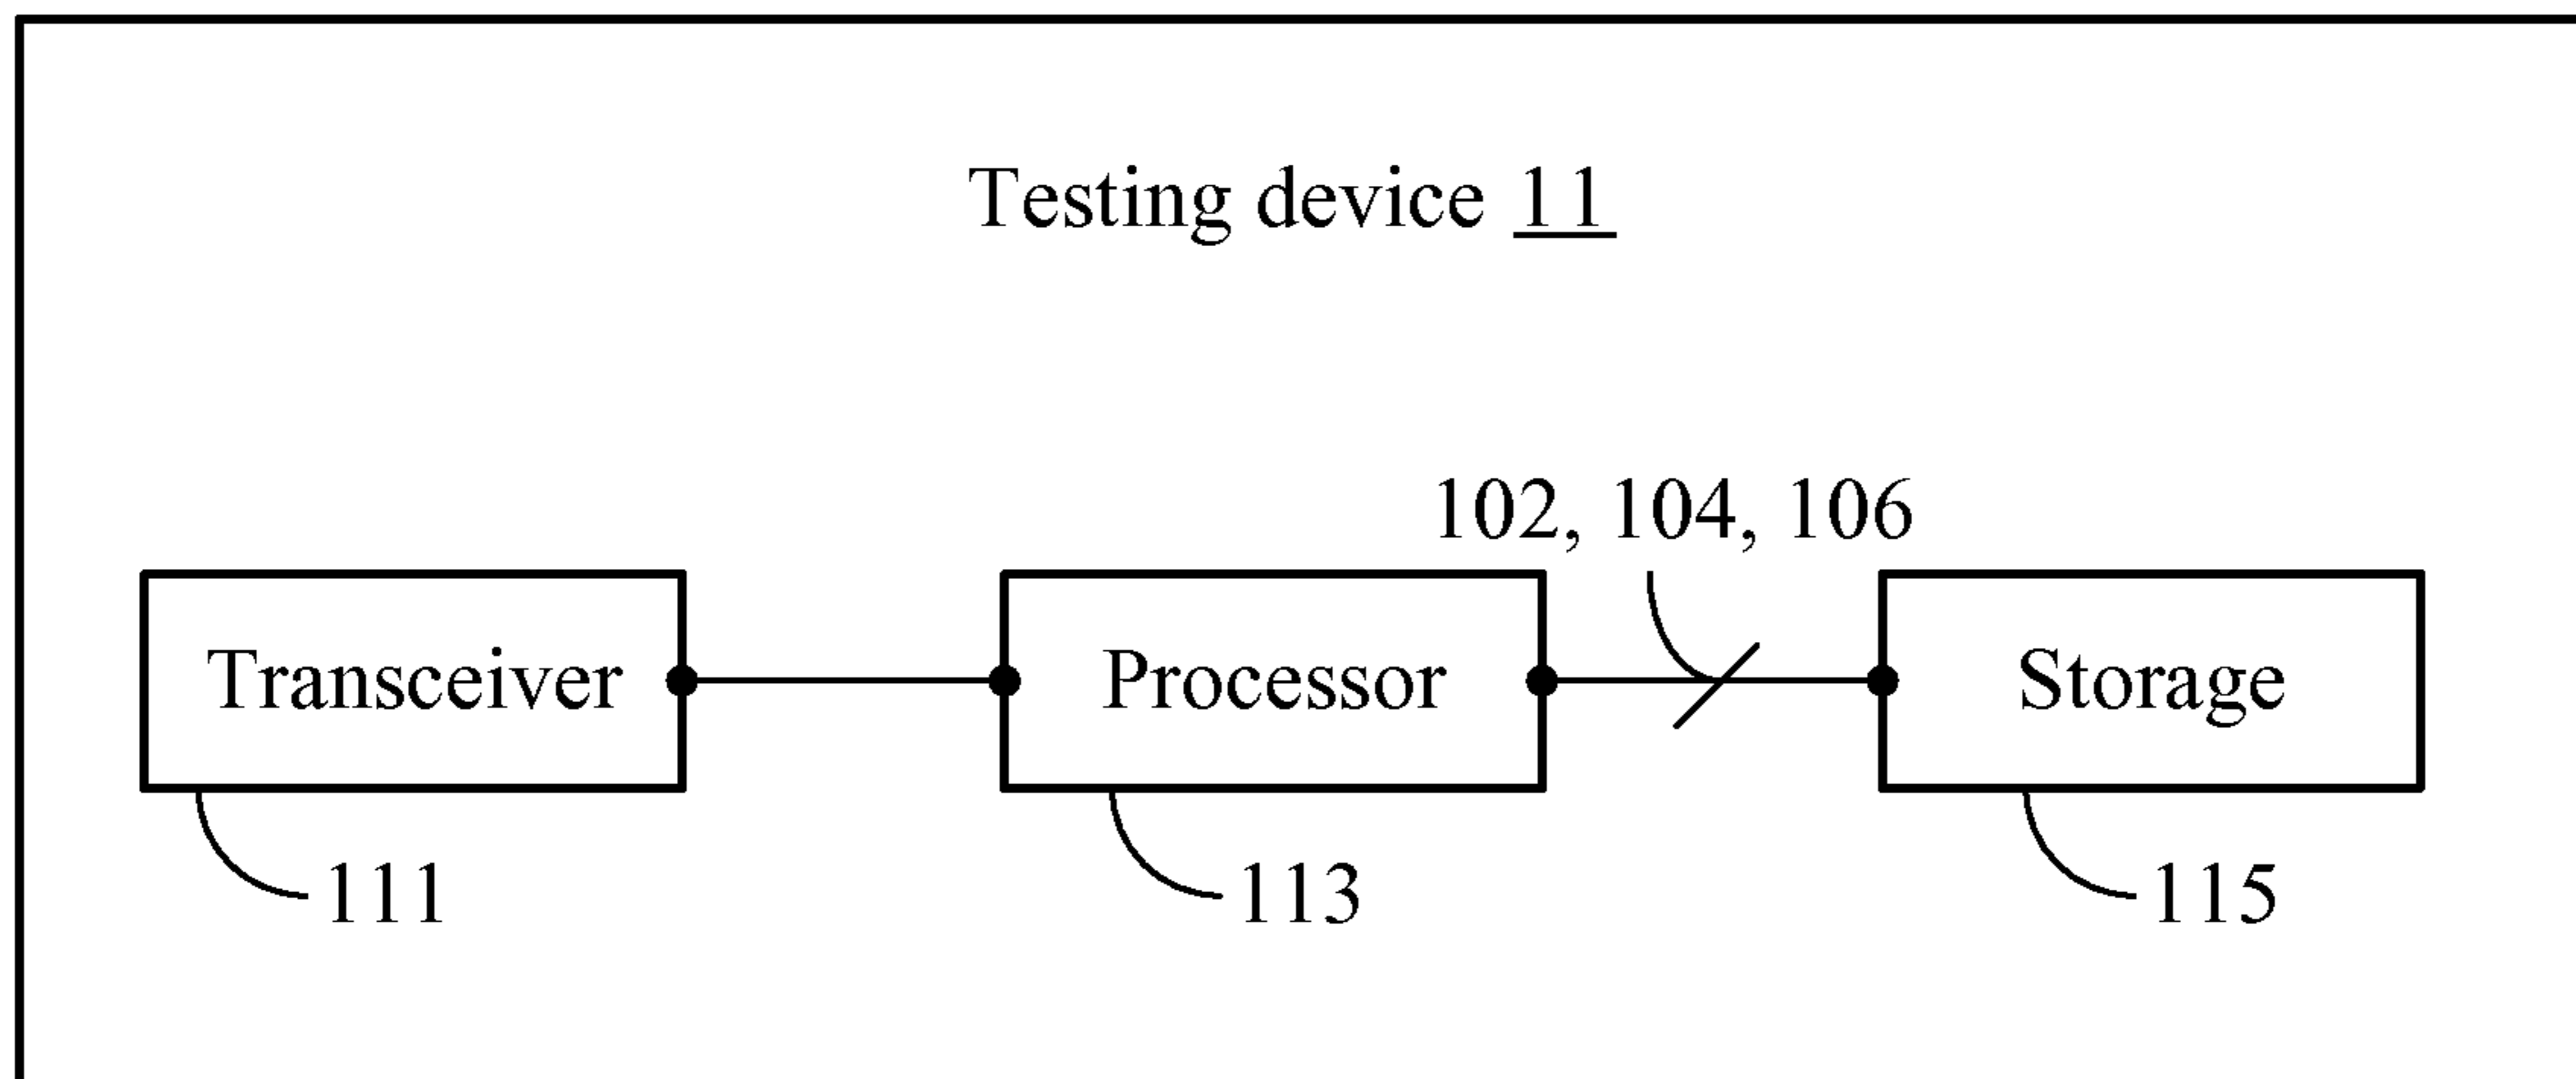 Testing device 11
102, 104, 106
Transceiver
Processor
Storage
111
113
115